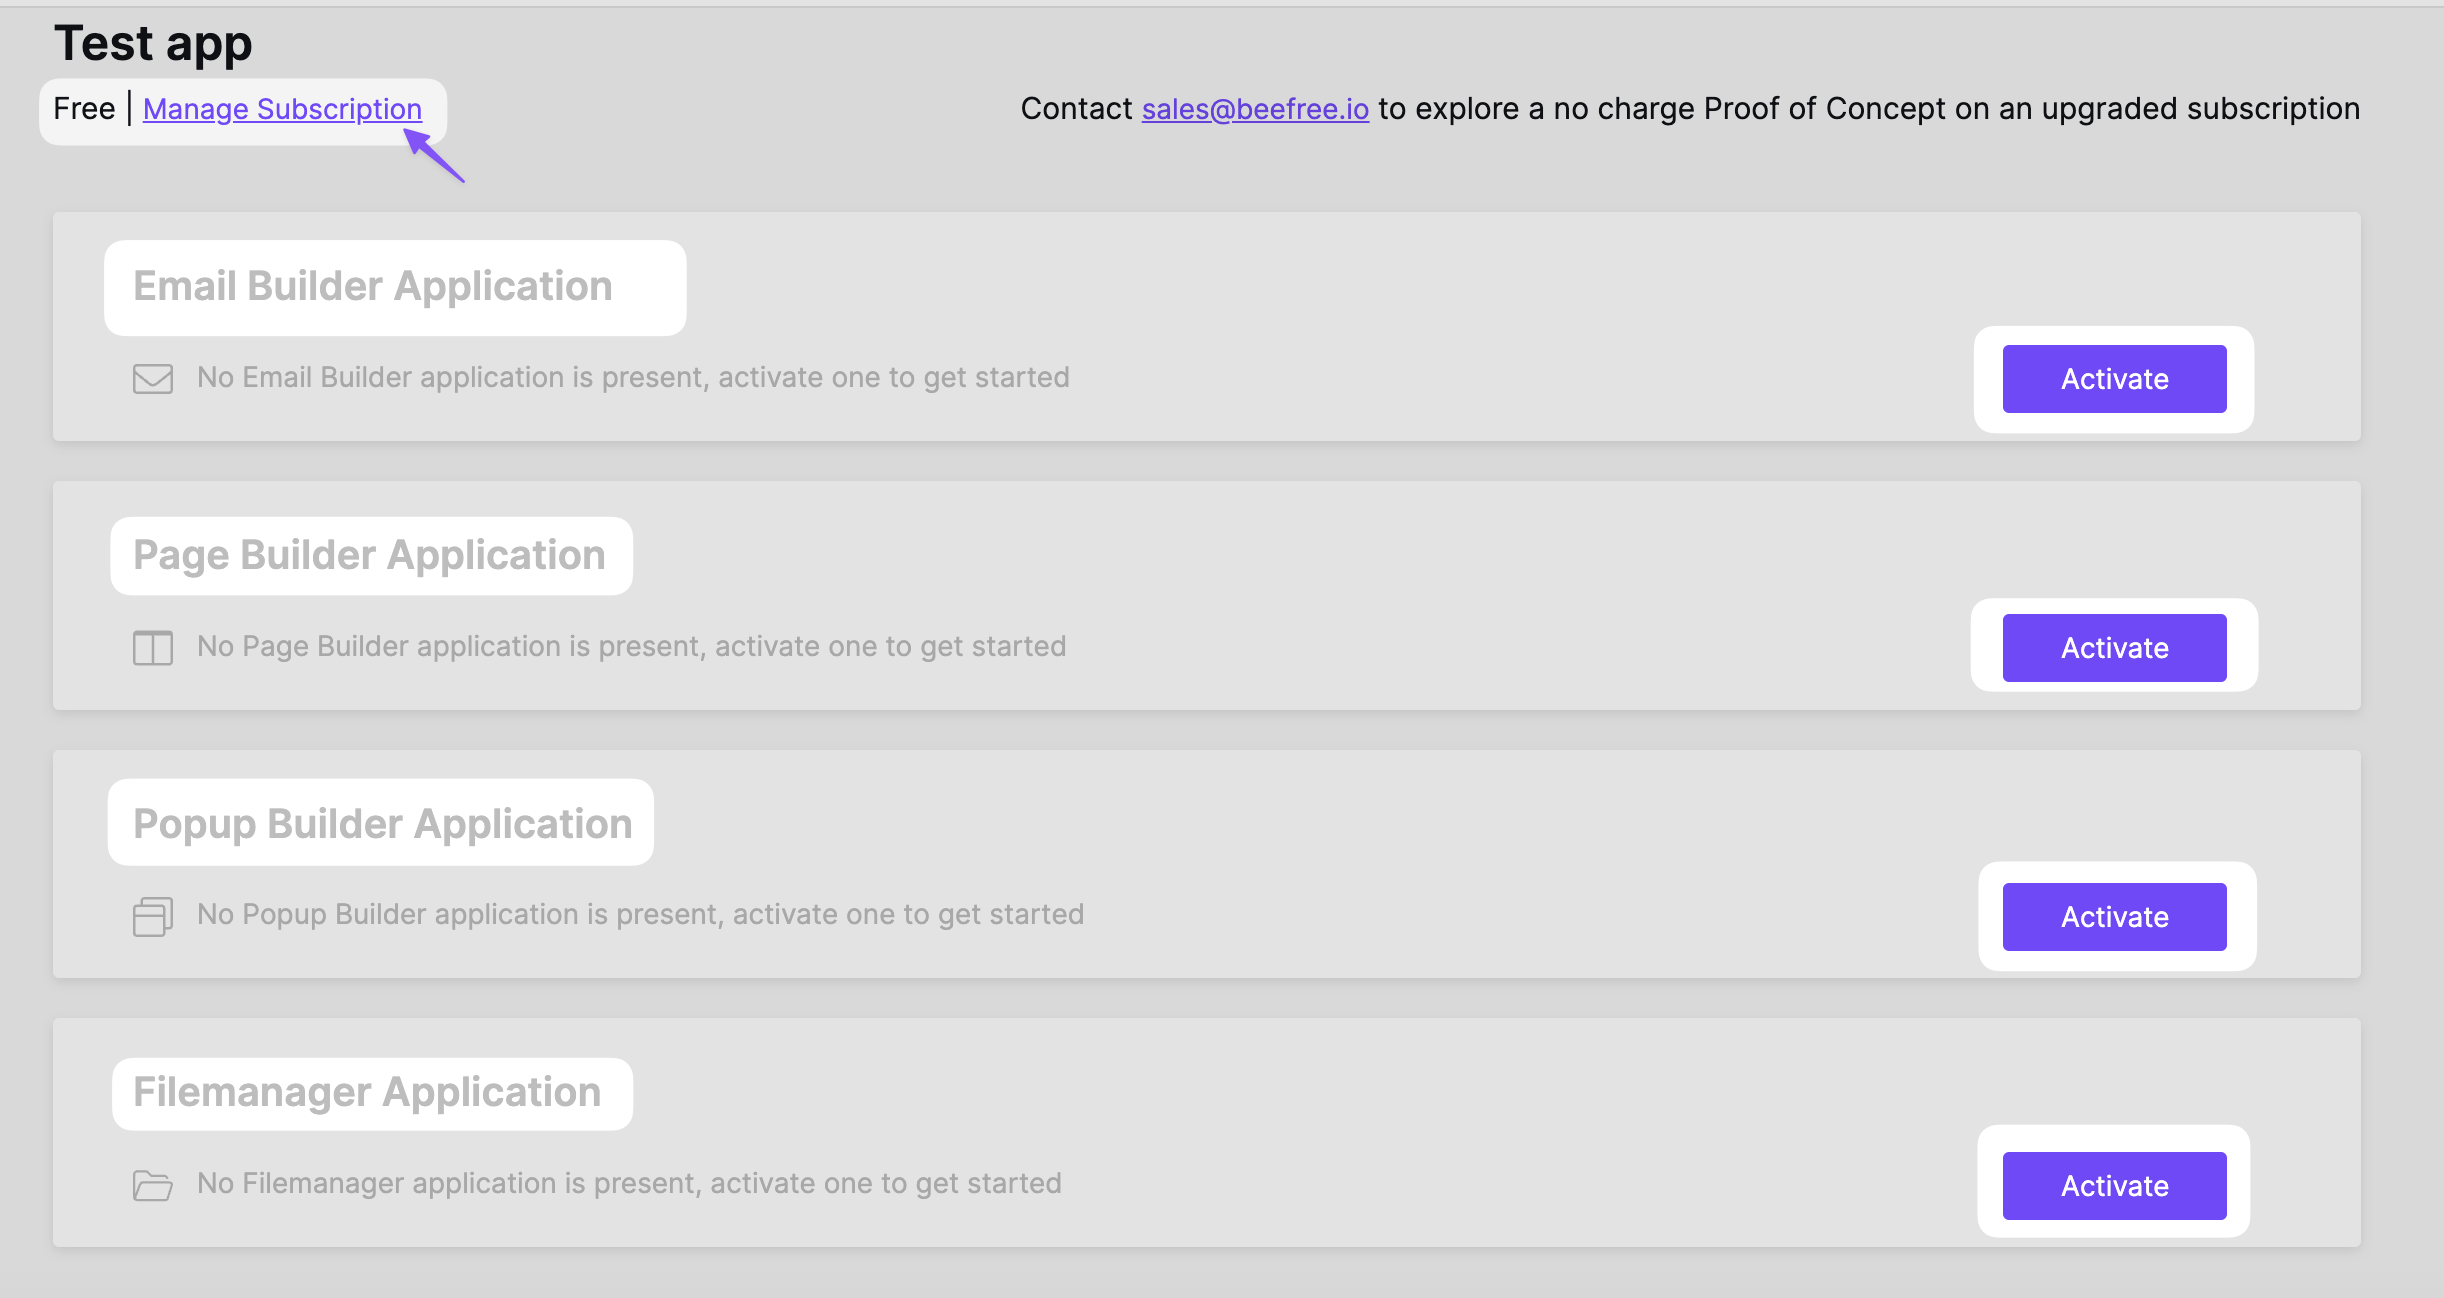 Test app
Free | Manage Subscription
Contact sales@beefree.io to explore a no charge Proof of Concept on an upgraded subscription
Email Builder Application
No Email Builder application is present, activate one to get started
Activate
Page Builder Application
No Page Builder application is present, activate one to get started
Activate
Popup Builder Application
No Popup Builder application is present, activate one to get started
Activate
Filemanager Application
No Filemanager application is present, activate one to get started
Activate